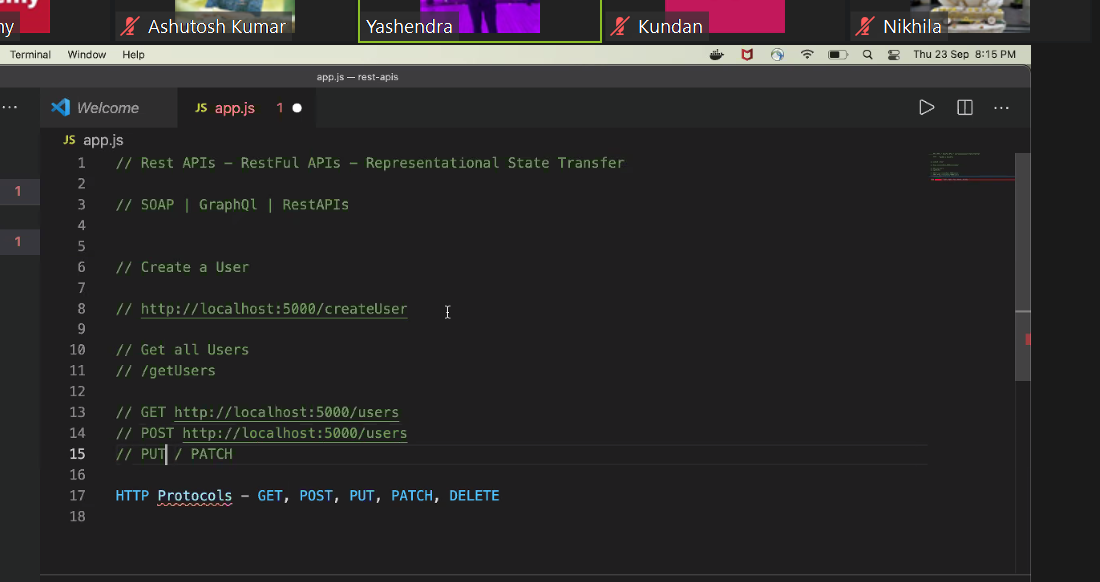 ny
Ashutosh Kumar
Yashendra
Kundan
Nikhila
Terminal Window Help
Thu 23 Sep 8:15 PM
app.js — rest-apis
Welcome
JS app.js 1
JS app.js
1 // Rest APIs - RestFul APIs - Representational State Transfer
2
3 // SOAP | GraphQl | RestAPIs
4
5
6 // Create a User
7
8 // http://localhost:5000/createUser
9
10 // Get all Users
11 // /getUsers
12
13 // GET http://localhost:5000/users
14 // POST http://localhost:5000/users
15 // PUT / PATCH
16
17 HTTP Protocols - GET, POST, PUT, PATCH, DELETE
18
1
1